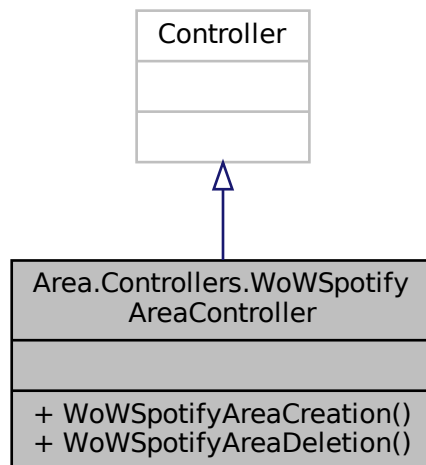 Controller
Area.Controllers.WoWSpotify
AreaController
+ WoWSpotifyAreaCreation()
+ WoWSpotifyAreaDeletion()